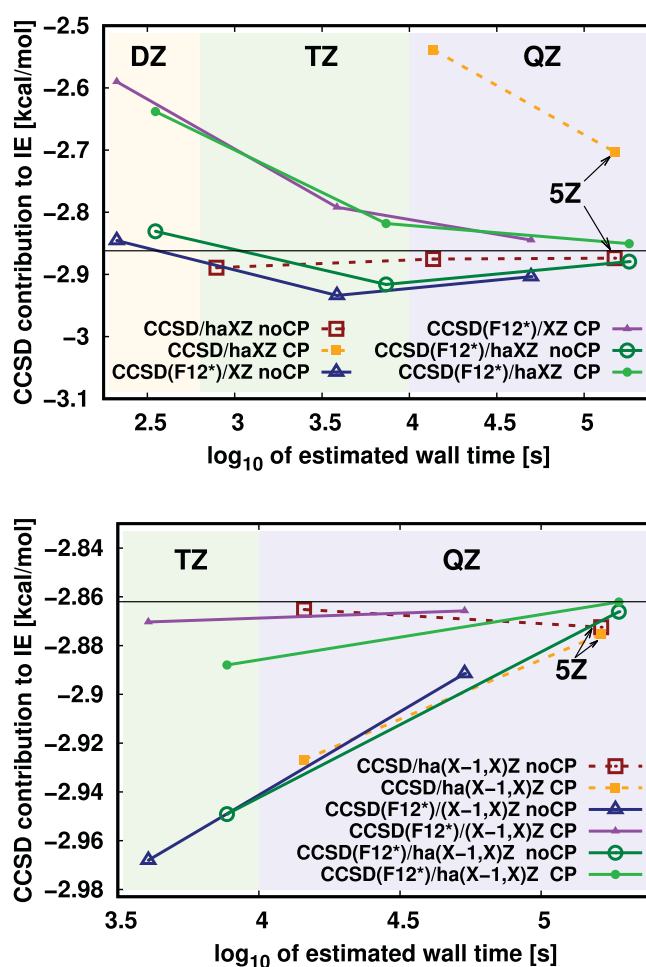 DZ TZ QZ
5Z
−2.5
−2.6
−2.7
−2.8
−2.9
−3
−3.1
CCSD contribution to IE [kcal/mol]
CCSD/haXZ noCP
CCSD/haXZ CP
CCSD(F12*)/XZ noCP
CCSD(F12*)/XZ CP
CCSD(F12*)/haXZ noCP
CCSD(F12*)/haXZ CP
2.5 3 3.5 4 4.5 5
log10 of estimated wall time [s]
TZ QZ
5Z
−2.84
−2.86
−2.88
−2.9
−2.92
−2.94
−2.96
−2.98
CCSD contribution to IE [kcal/mol]
CCSD/ha(X−1,X)Z noCP
CCSD/ha(X−1,X)Z CP
CCSD(F12*)/(X−1,X)Z noCP
CCSD(F12*)/(X−1,X)Z CP
CCSD(F12*)/ha(X−1,X)Z noCP
CCSD(F12*)/ha(X−1,X)Z CP
3.5 4 4.5 5
log10 of estimated wall time [s]